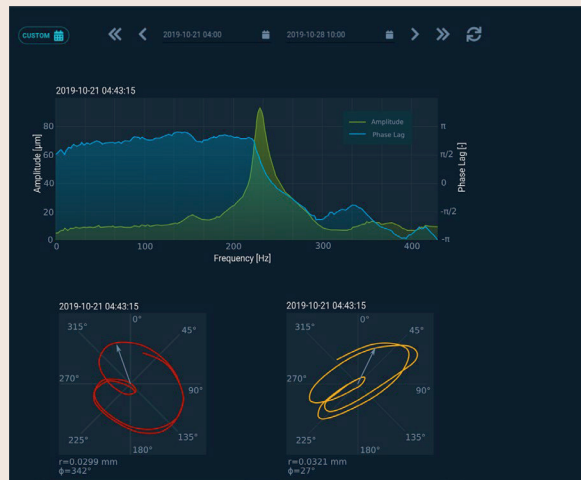 CUSTOM 2019-10-21 04:00 2019-10-28 10:00
2019-10-21 04:43:15
Amplitude
Phase Lag
80
60
40
20
0
Amplitude [μm]
π
π/2
0
-π/2
-π
Phase Lag [-]
0 100 200 300 400
Frequency [Hz]
2019-10-21 04:43:15
0°
315° 45°
270° 90°
225° 135°
180°
r=0.0299 mm
ϕ=342°
2019-10-21 04:43:15
0°
315° 45°
270° 90°
225° 135°
180°
r=0.0321 mm
ϕ=27°